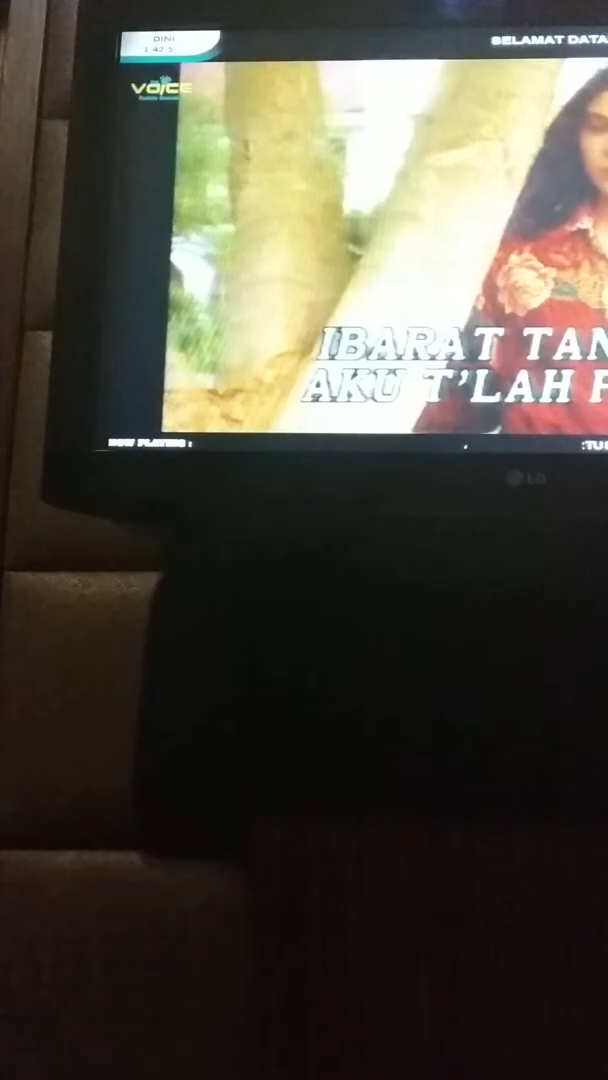 DINI
1:42:5
SELAMAT DATA
VOICE
IBARAT TAN
AKU T'LAH
NOW PLAYING :
:TU
LG